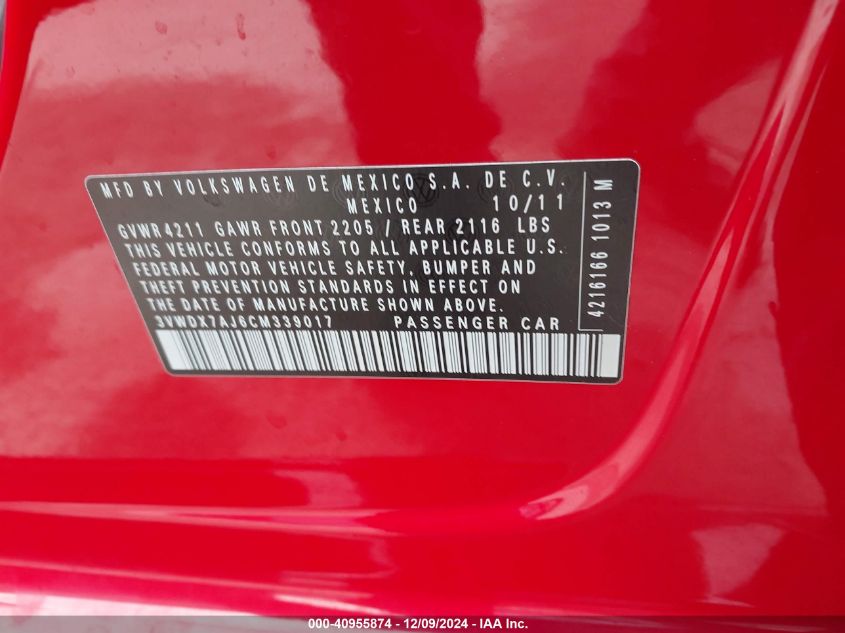 MFD BY VOLKSWAGEN DE MEXICO S.A. DE C.V.
MEXICO 10/11
GVWR 4211 GAWR FRONT 2205 / REAR 2116 LBS
THIS VEHICLE CONFORMS TO ALL APPLICABLE U.S.
FEDERAL MOTOR VEHICLE SAFETY, BUMPER AND
THEFT PREVENTION STANDARDS IN EFFECT ON
THE DATE OF MANUFACTURE SHOWN ABOVE.
3VWDX7AJ6CM339017 PASSENGER CAR
4216166 1013 M
000-40955874 - 12/09/2024 - IAA Inc.